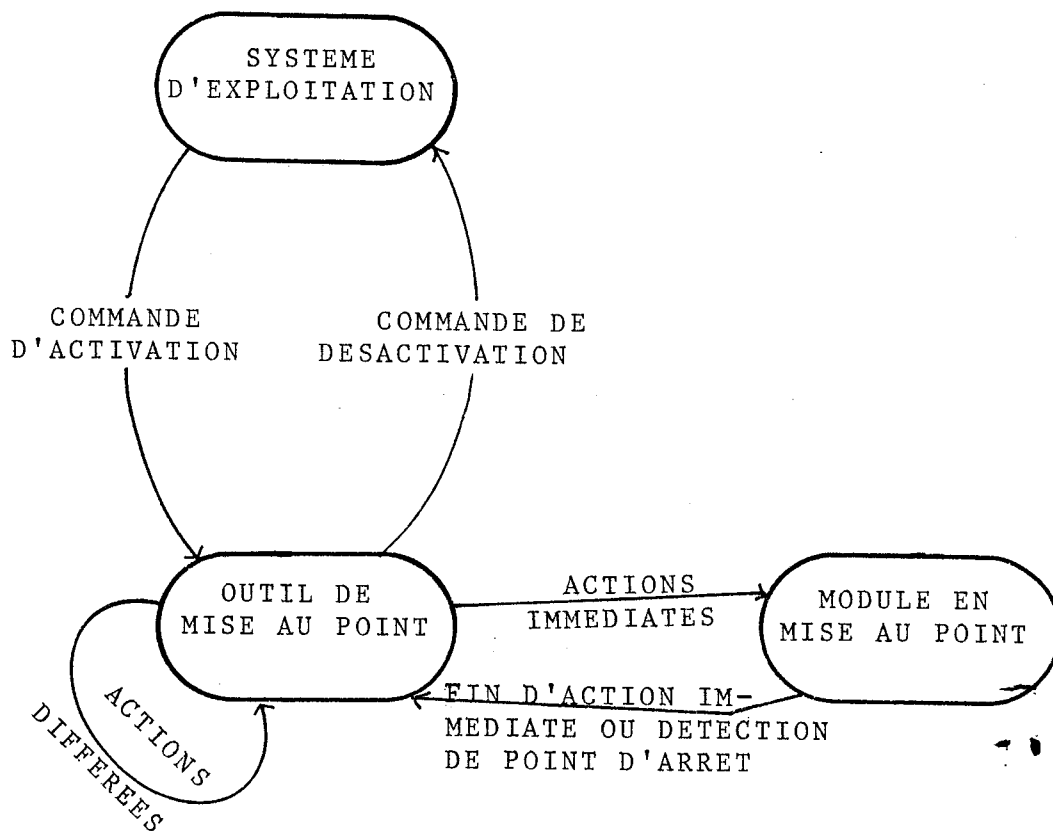 SYSTEME
D'EXPLOITATION
COMMANDE
D'ACTIVATION
COMMANDE DE
DESACTIVATION
OUTIL DE
MISE AU POINT
ACTIONS
IMMEDIATES
MODULE EN
MISE AU POINT
FIN D'ACTION IM-
MEDIATE OU DETECTION
DE POINT D'ARRET
ACTIONS
DIFFEREES